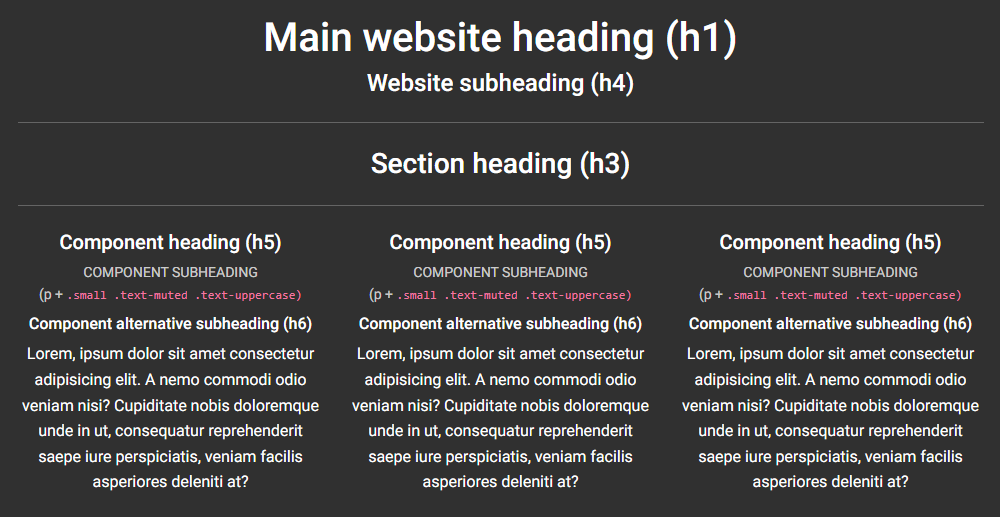 Main website heading (h1)
Website subheading (h4)
Section heading (h3)
Component heading (h5)
COMPONENT SUBHEADING
(p + .small .text-muted .text-uppercase)
Component alternative subheading (h6)
Lorem, ipsum dolor sit amet consectetur
adipisicing elit. A nemo commodi odio
veniam nisi? Cupiditate nobis doloremque
unde in ut, consequatur reprehenderit
saepe iure perspiciatis, veniam facilis
asperiores deleniti at?
Component heading (h5)
COMPONENT SUBHEADING
(p + .small .text-muted .text-uppercase)
Component alternative subheading (h6)
Lorem, ipsum dolor sit amet consectetur
adipisicing elit. A nemo commodi odio
veniam nisi? Cupiditate nobis doloremque
unde in ut, consequatur reprehenderit
saepe iure perspiciatis, veniam facilis
asperiores deleniti at?
Component heading (h5)
COMPONENT SUBHEADING
(p + .small .text-muted .text-uppercase)
Component alternative subheading (h6)
Lorem, ipsum dolor sit amet consectetur
adipisicing elit. A nemo commodi odio
veniam nisi? Cupiditate nobis doloremque
unde in ut, consequatur reprehenderit
saepe iure perspiciatis, veniam facilis
asperiores deleniti at?